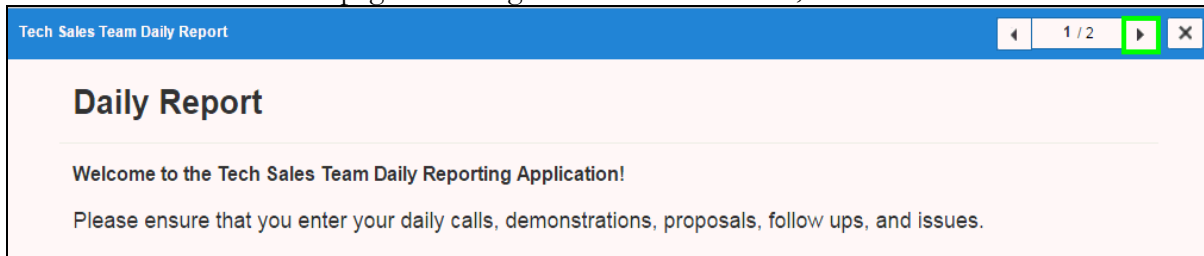 Tech Sales Team Daily Report 1 / 2
Daily Report
Welcome to the Tech Sales Team Daily Reporting Application!
Please ensure that you enter your daily calls, demonstrations, proposals, follow ups, and issues.